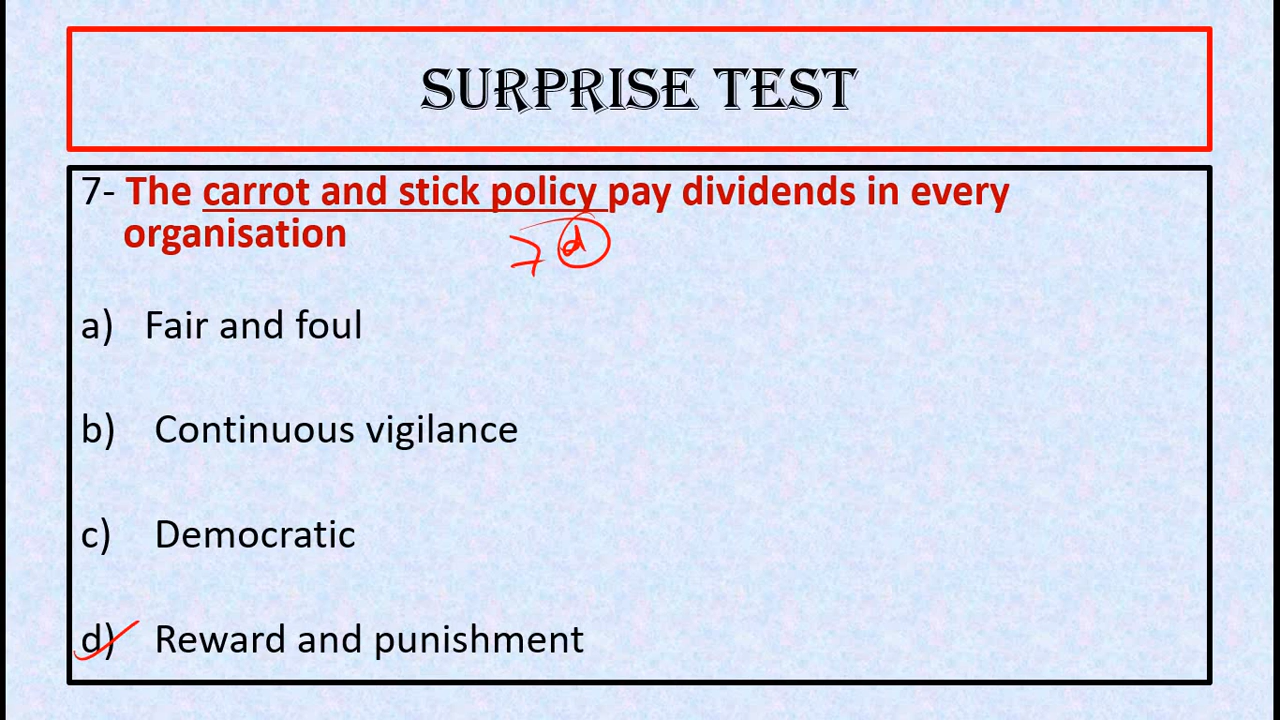 SURPRISE TEST
7- The carrot and stick policy pay dividends in every
organisation
7 d
a) Fair and foul
b) Continuous vigilance
c) Democratic
d) Reward and punishment